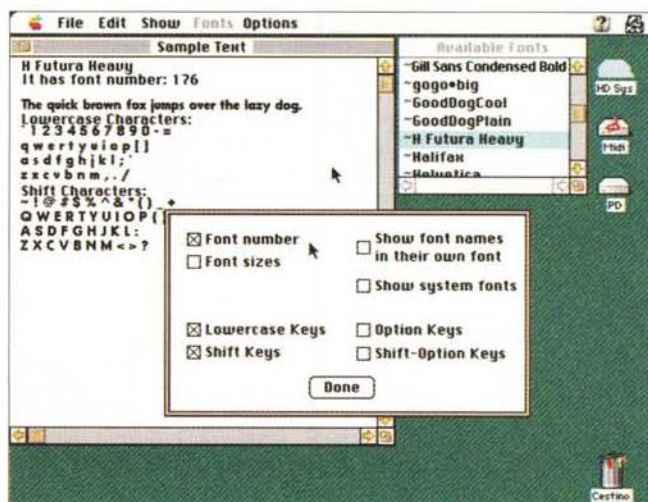 File Edit Show Fonts Options
Sample Text
H Futura Heavy
It has font number: 176
The quick brown fox jumps over the lazy dog.
Lowercase Characters:
`1234567890-=
qwertyuiop[]
asdfghjkl;'
zxcvbnm,./
Shift Characters:
~!@#$%^&*()_+
QWERTYUIOP{
ASDFGHJKL:
ZXCVBNM<>?
Available Fonts
~Gill Sans Condensed Bold
~gogo•big
~GoodDogCool
~GoodDogPlain
~H Futura Heavy
~Halifax
~Helvetica
HD Sys
Midi
PD
Font number
Font sizes
Show font names
in their own font
Show system fonts
Lowercase Keys
Shift Keys
Option Keys
Shift-Option Keys
Done
Cestino